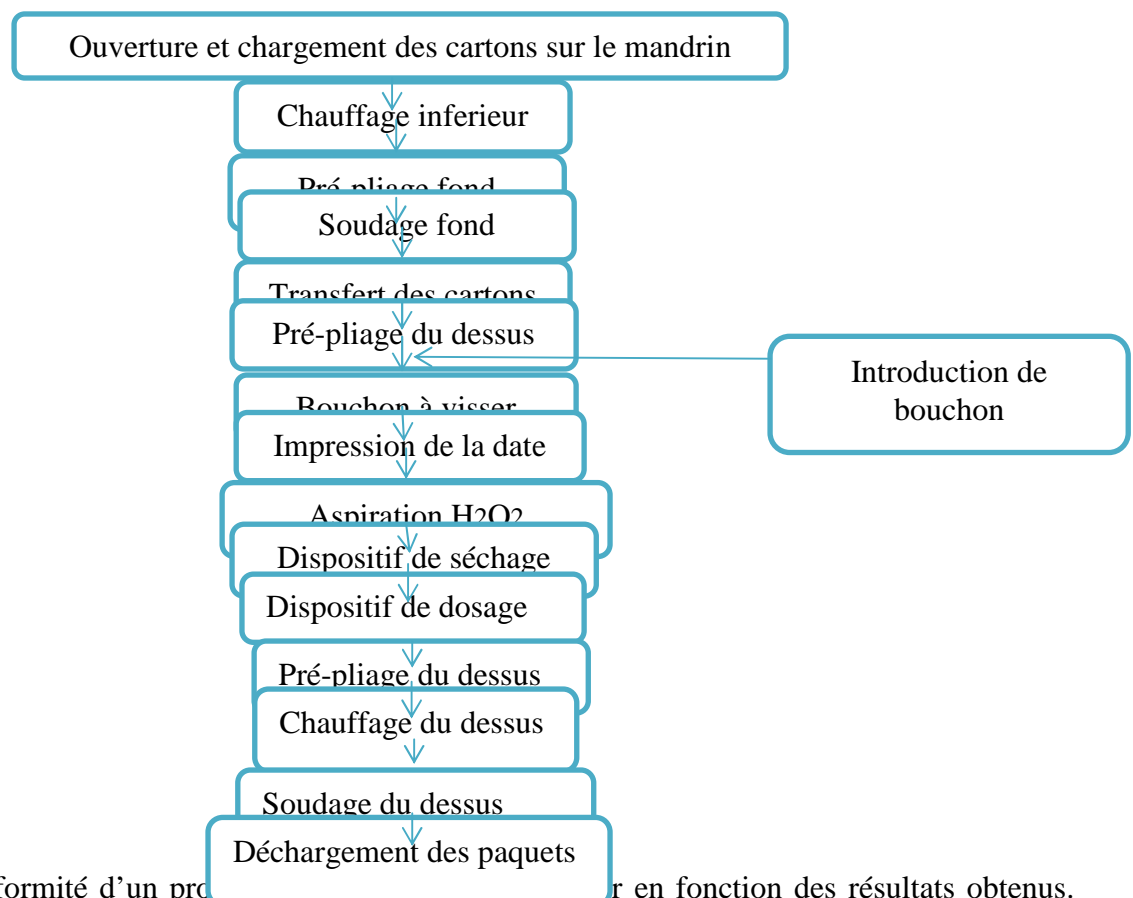 Ouverture et chargement des cartons sur le mandrin
Chauffage inferieur
Pré-pliage fond
Soudage fond
Transfert des cartons
Pré-pliage du dessus
Introduction de
bouchon
Bouchon à visser
Impression de la date
Aspiration H2O2
Dispositif de séchage
Dispositif de dosage
Pré-pliage du dessus
Chauffage du dessus
Soudage du dessus
Déchargement des paquets
formité d'un pro r en fonction des résultats obtenus.